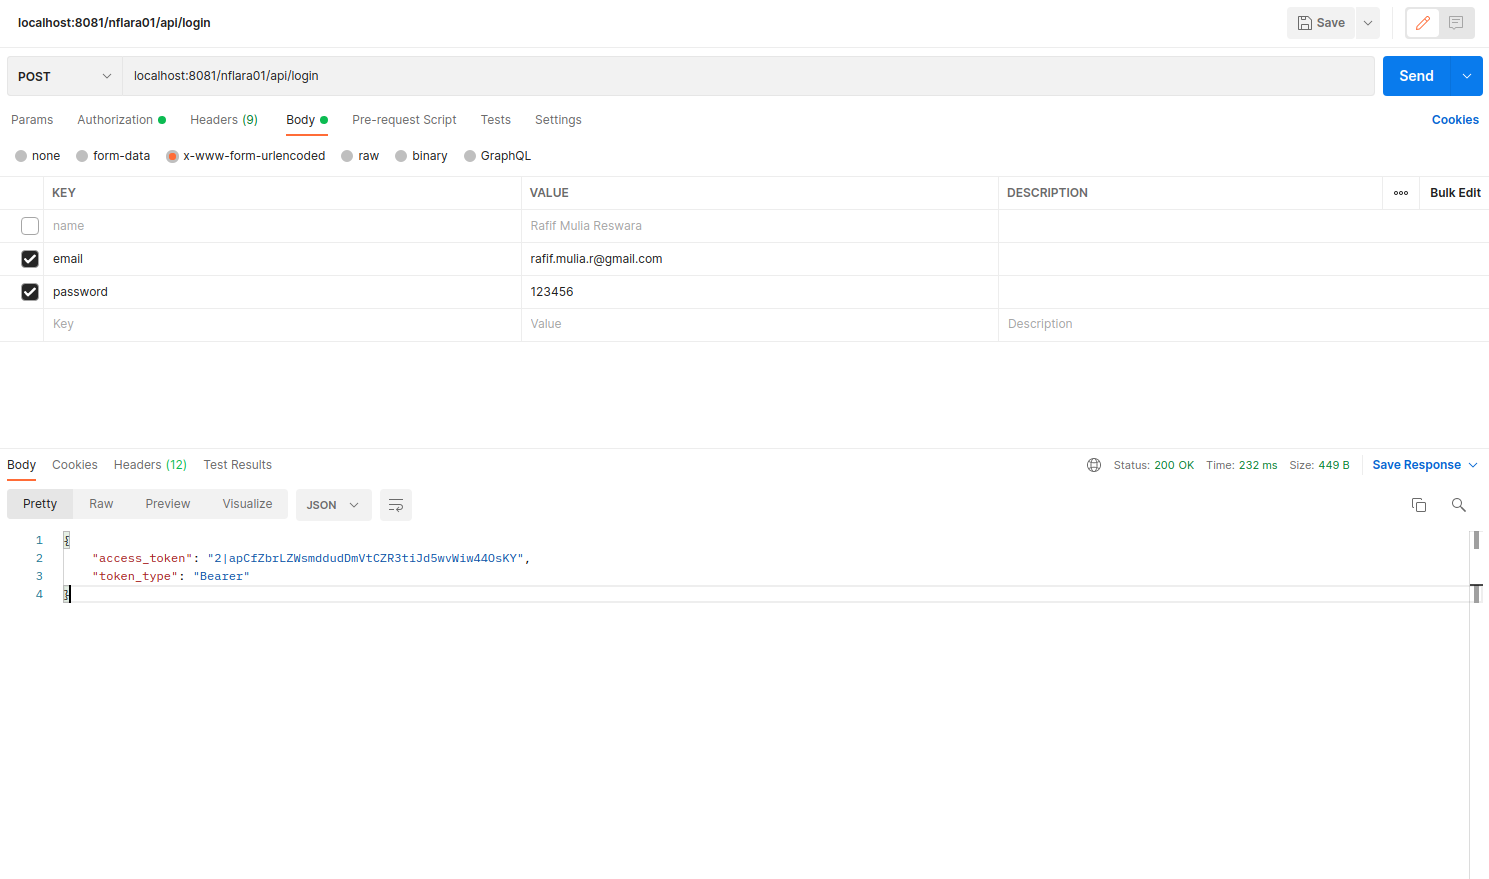 localhost:8081/nflara01/api/login
Save
POST
localhost:8081/nflara01/api/login
Send
Params Authorization Headers (9) Body Pre-request Script Tests Settings Cookies
none form-data x-www-form-urlencoded raw binary GraphQL
KEY VALUE DESCRIPTION Bulk Edit
name Rafif Mulia Reswara
email rafif.mulia.r@gmail.com
password 123456
Key Value Description
Body Cookies Headers (12) Test Results Status: 200 OK Time: 232 ms Size: 449 B Save Response
Pretty Raw Preview Visualize JSON
1 {
2 "access_token": "2|apCfZbrLZWsmddudDmVtCZR3tiJd5wvWiw44OsKY",
3 "token_type": "Bearer"
4 }